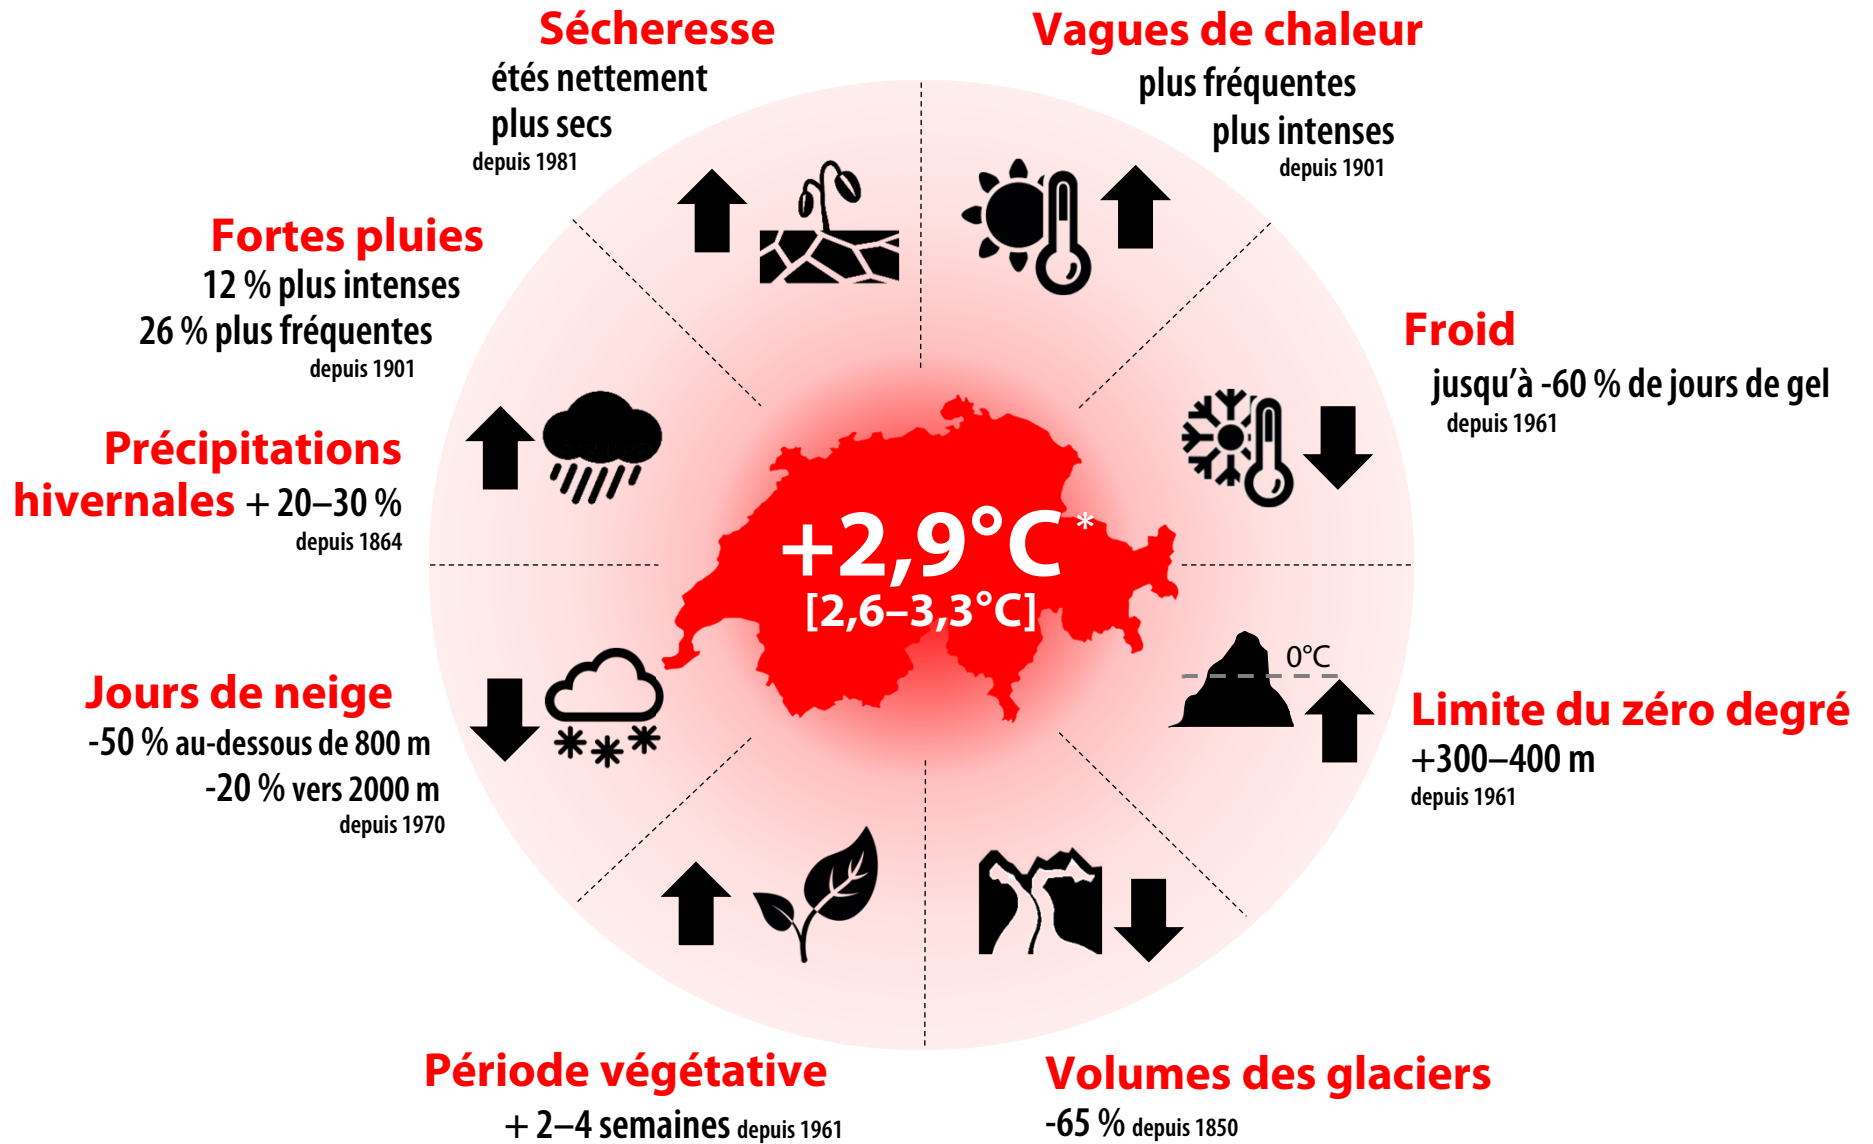 Sécheresse
étés nettement
plus secs
depuis 1981
Vagues de chaleur
plus fréquentes
plus intenses
depuis 1901
Fortes pluies
12 % plus intenses
26 % plus fréquentes
depuis 1901
Froid
jusqu’à -60 % de jours de gel
depuis 1961
Précipitations
hivernales + 20–30 %
depuis 1864
+2,9°C *
[2,6–3,3°C]
0°C
Jours de neige
-50 % au-dessous de 800 m
-20 % vers 2000 m
depuis 1970
Limite du zéro degré
+300–400 m
depuis 1961
Période végétative
+ 2–4 semaines depuis 1961
Volumes des glaciers
-65 % depuis 1850